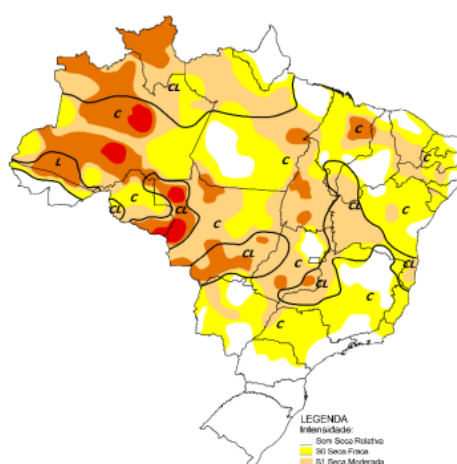 CL
C
C
C
L
C
C
CL
CL
CL
C
CL
C
CL
CL
C
C
LEGENDA
Intensidade:
Sem Seca Relativa
S0 Seca Fraca
S1 Seca Moderada